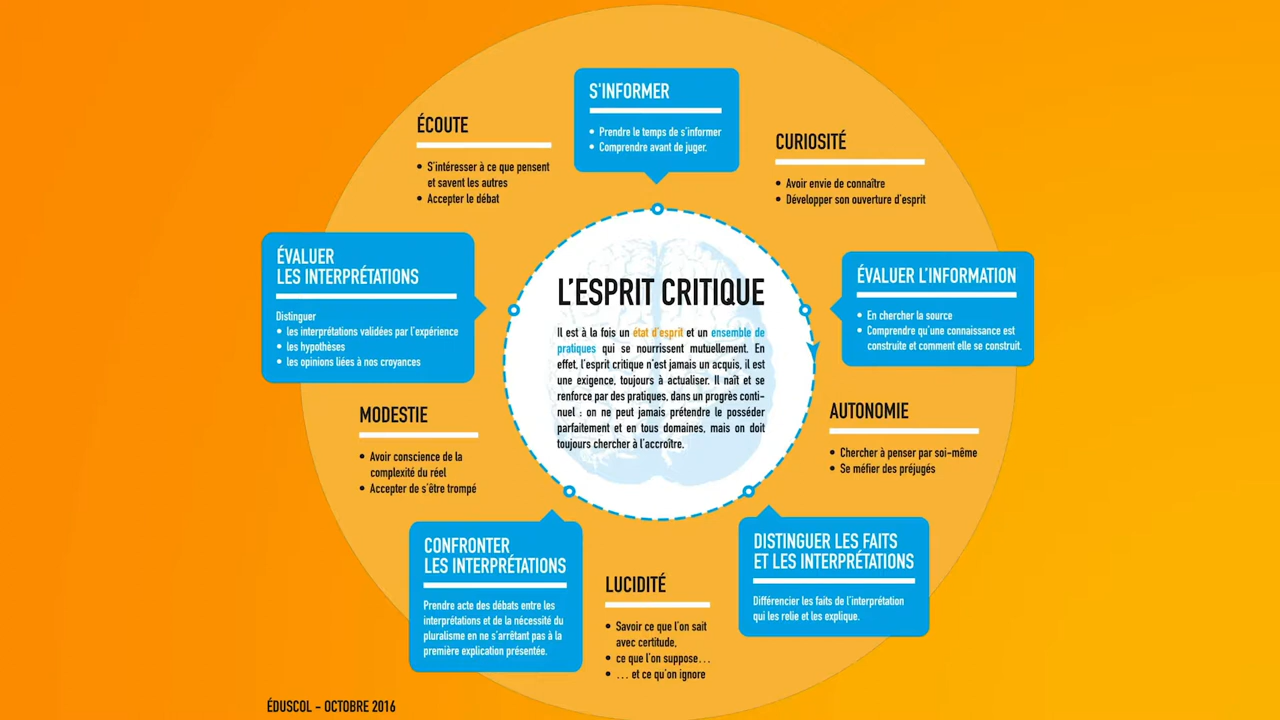 S'INFORMER
• Prendre le temps de s'informer
• Comprendre avant de juger.
ÉCOUTE
• S'intéresser à ce que pensent
et savent les autres
• Accepter le débat
CURIOSITÉ
• Avoir envie de connaître
• Développer son ouverture d'esprit
ÉVALUER
LES INTERPRÉTATIONS
Distinguer
• les interprétations validées par l'expérience
• les hypothèses
• les opinions liées à nos croyances
L'ESPRIT CRITIQUE
Il est à la fois un état d'esprit et un ensemble de
pratiques qui se nourrissent mutuellement. En
effet, l'esprit critique n'est jamais un acquis, il est
une exigence, toujours à actualiser. Il naît et se
renforce par des pratiques, dans un progrès conti-
nuel : on ne peut jamais prétendre le posséder
parfaitement et en tous domaines, mais on doit
toujours chercher à l'accroître.
ÉVALUER L'INFORMATION
• En chercher la source
• Comprendre qu'une connaissance est
construite et comment elle se construit.
MODESTIE
• Avoir conscience de la
complexité du réel
• Accepter de s'être trompé
AUTONOMIE
• Chercher à penser par soi-même
• Se méfier des préjugés
CONFRONTER
LES INTERPRÉTATIONS
Prendre acte des débats entre les
interprétations et de la nécessité du
pluralisme en ne s'arrêtant pas à la
première explication présentée.
LUCIDITÉ
• Savoir ce que l'on sait
avec certitude,
• ce que l'on suppose...
• ... et ce qu'on ignore
DISTINGUER LES FAITS
ET LES INTERPRÉTATIONS
Différencier les faits de l'interprétation
qui les relie et les explique.
ÉDUSCOL - OCTOBRE 2016